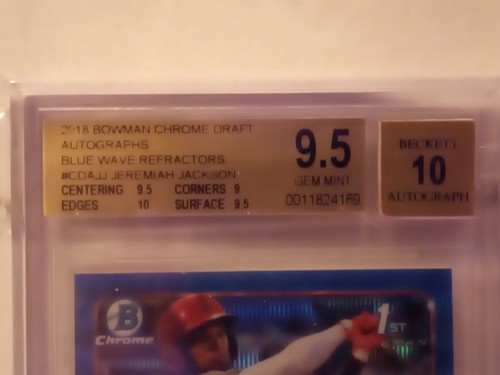 2018 BOWMAN CHROME DRAFT
AUTOGRAPHS
BLUE WAVE REFRACTORS
#CDAJJ JEREMIAH JACKSON
CENTERING 9.5 CORNERS 9
EDGES 10 SURFACE 9.5
9.5
GEM MINT
0011824169
BECKETT
10
AUTOGRAPH
B
Chrome
1ST